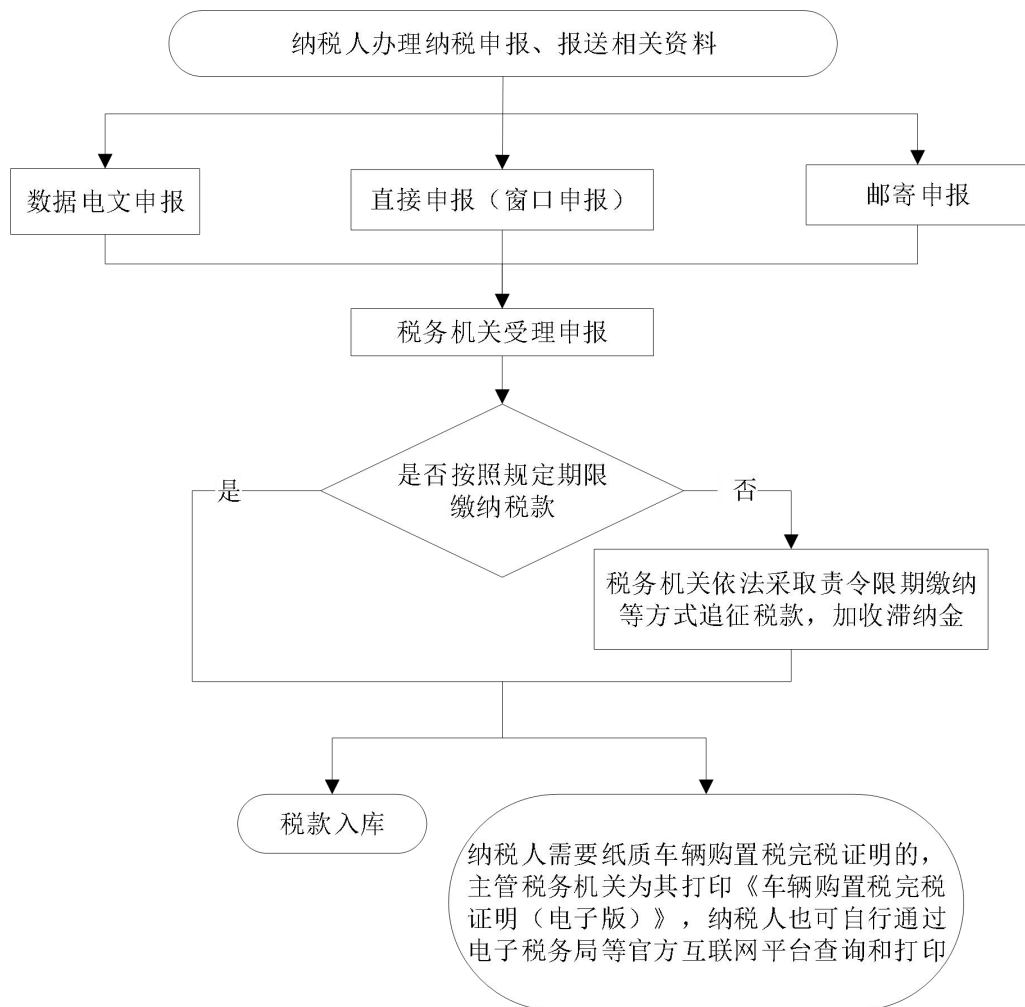 纳税人办理纳税申报、报送相关资料
数据电文申报
直接申报（窗口申报）
邮寄申报
税务机关受理申报
是否按照规定期限
缴纳税款
是
否
税务机关依法采取责令限期缴纳
等方式追征税款，加收滞纳金
税款入库
纳税人需要纸质车辆购置税完税证明的，
主管税务机关为其打印《车辆购置税完税
证明（电子版）》，纳税人也可自行通过
电子税务局等官方互联网平台查询和打印